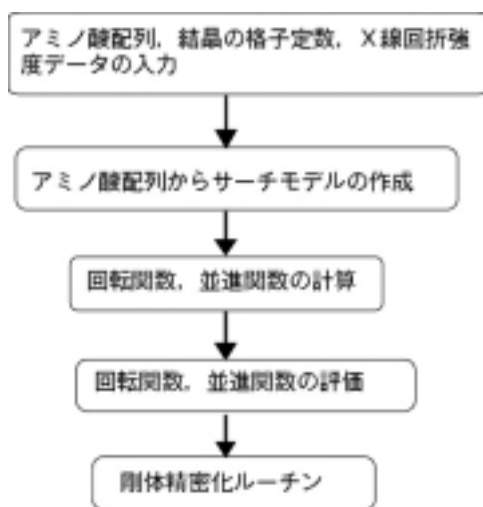 アミノ酸配列，結晶の格子定数，X線回折強
度データの入力
アミノ酸配列からサーチモデルの作成
回転関数，並進関数の計算
回転関数，並進関数の評価
剛体精密化ルーチン